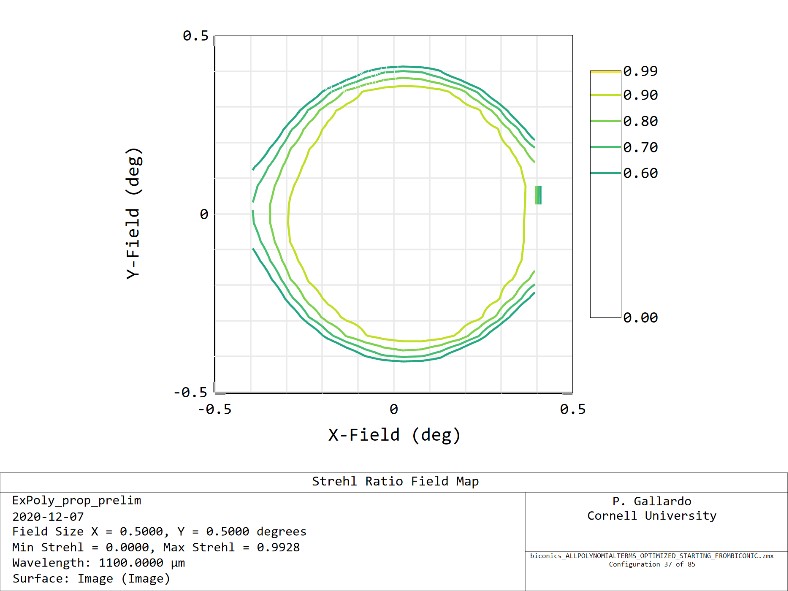 0.5
0
-0.5
Y-Field (deg)
-0.5 0 0.5
X-Field (deg)
0.99
0.90
0.80
0.70
0.60
0.00
Strehl Ratio Field Map
ExPoly_prop_prelim
2020-12-07
Field Size X = 0.5000, Y = 0.5000 degrees
Min Strehl = 0.0000, Max Strehl = 0.9928
Wavelength: 1100.0000 µm
Surface: Image (Image)
P. Gallardo
Cornell University
biconics_ALLPOLYNOMIALTERMS_OPTIMIZED_STARTING_FROMBICONIC.zmx
Configuration 37 of 85